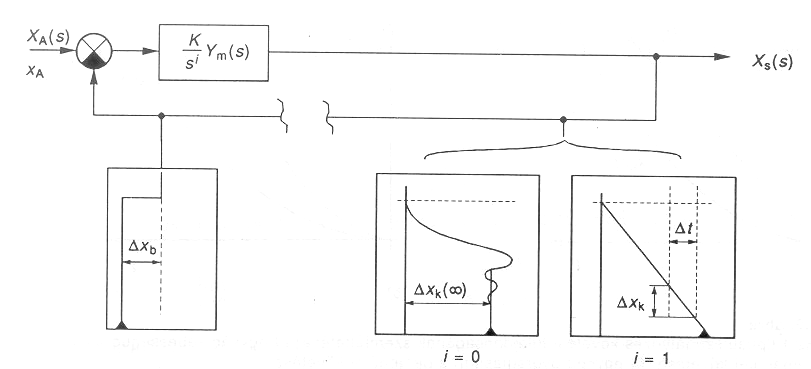 X_A(s)
x_A
K/s^i Y_m(s)
X_s(s)
Δx_b
Δx_k(∞)
Δt
Δx_k
i = 0
i = 1